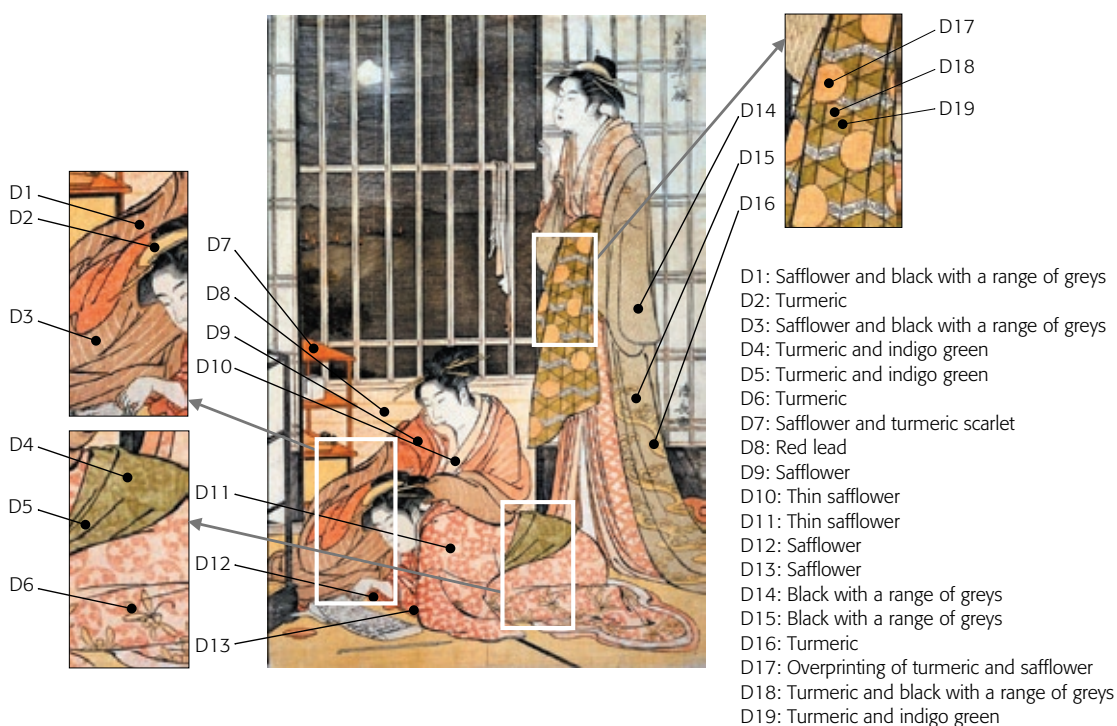 D1
D2
D3
D4
D5
D6
D7
D8
D9
D10
D11
D12
D13
D14
D15
D16
D17
D18
D19
D1: Safflower and black with a range of greys
D2: Turmeric
D3: Safflower and black with a range of greys
D4: Turmeric and indigo green
D5: Turmeric and indigo green
D6: Turmeric
D7: Safflower and turmeric scarlet
D8: Red lead
D9: Safflower
D10: Thin safflower
D11: Thin safflower
D12: Safflower
D13: Safflower
D14: Black with a range of greys
D15: Black with a range of greys
D16: Turmeric
D17: Overprinting of turmeric and safflower
D18: Turmeric and black with a range of greys
D19: Turmeric and indigo green